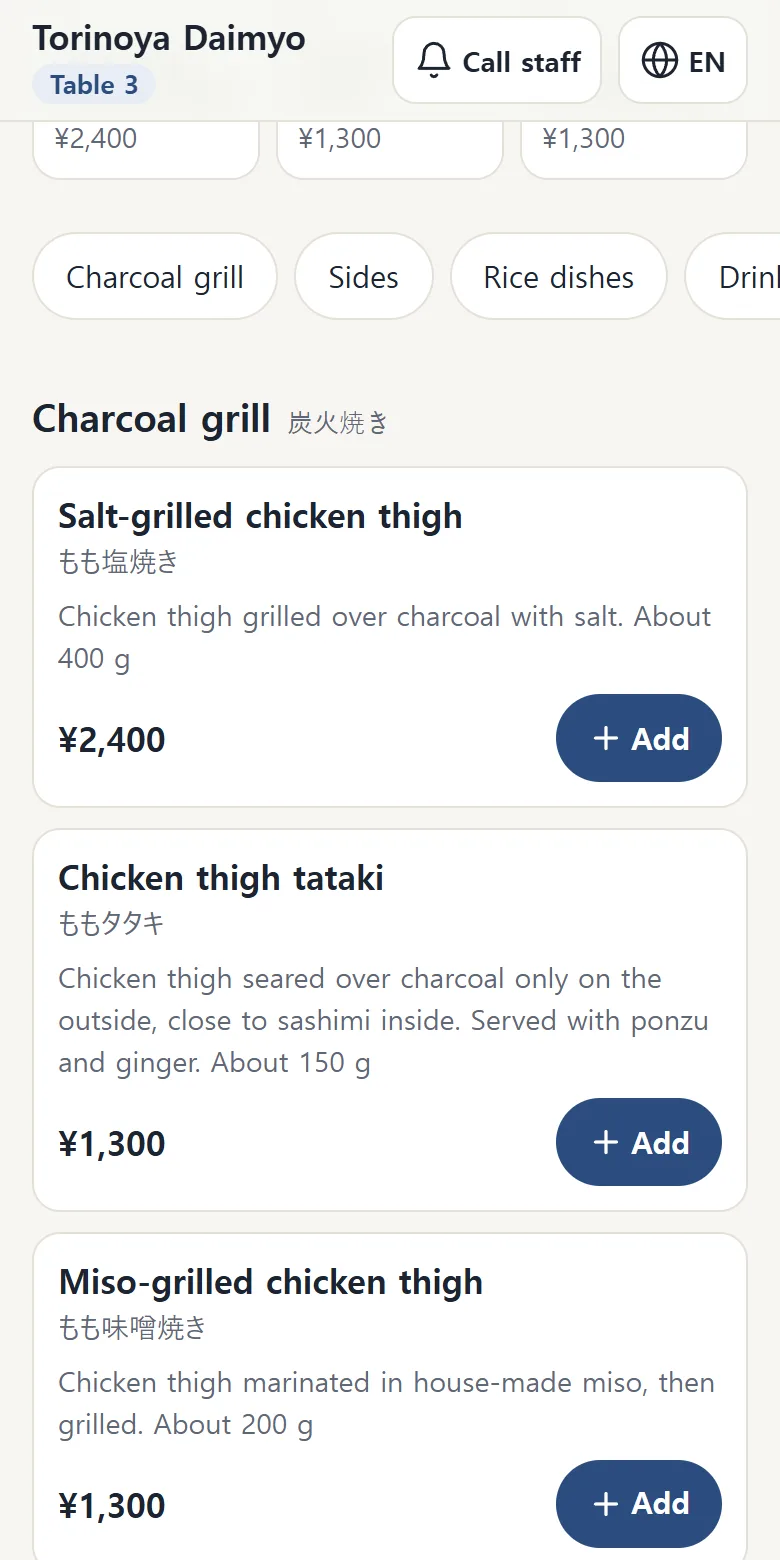 Torinoya Daimyo
Table 3
Call staff
EN
¥2,400
¥1,300
¥1,300
Charcoal grill
Sides
Rice dishes
Charcoal grill 炭火焼き
Salt-grilled chicken thigh
もも塩焼き
Chicken thigh grilled over charcoal with salt. About
400 g
¥2,400
+ Add
Chicken thigh tataki
ももタタキ
Chicken thigh seared over charcoal only on the
outside, close to sashimi inside. Served with ponzu
and ginger. About 150 g
¥1,300
+ Add
Miso-grilled chicken thigh
もも味噌焼き
Chicken thigh marinated in house-made miso, then
grilled. About 200 g
¥1,300
+ Add